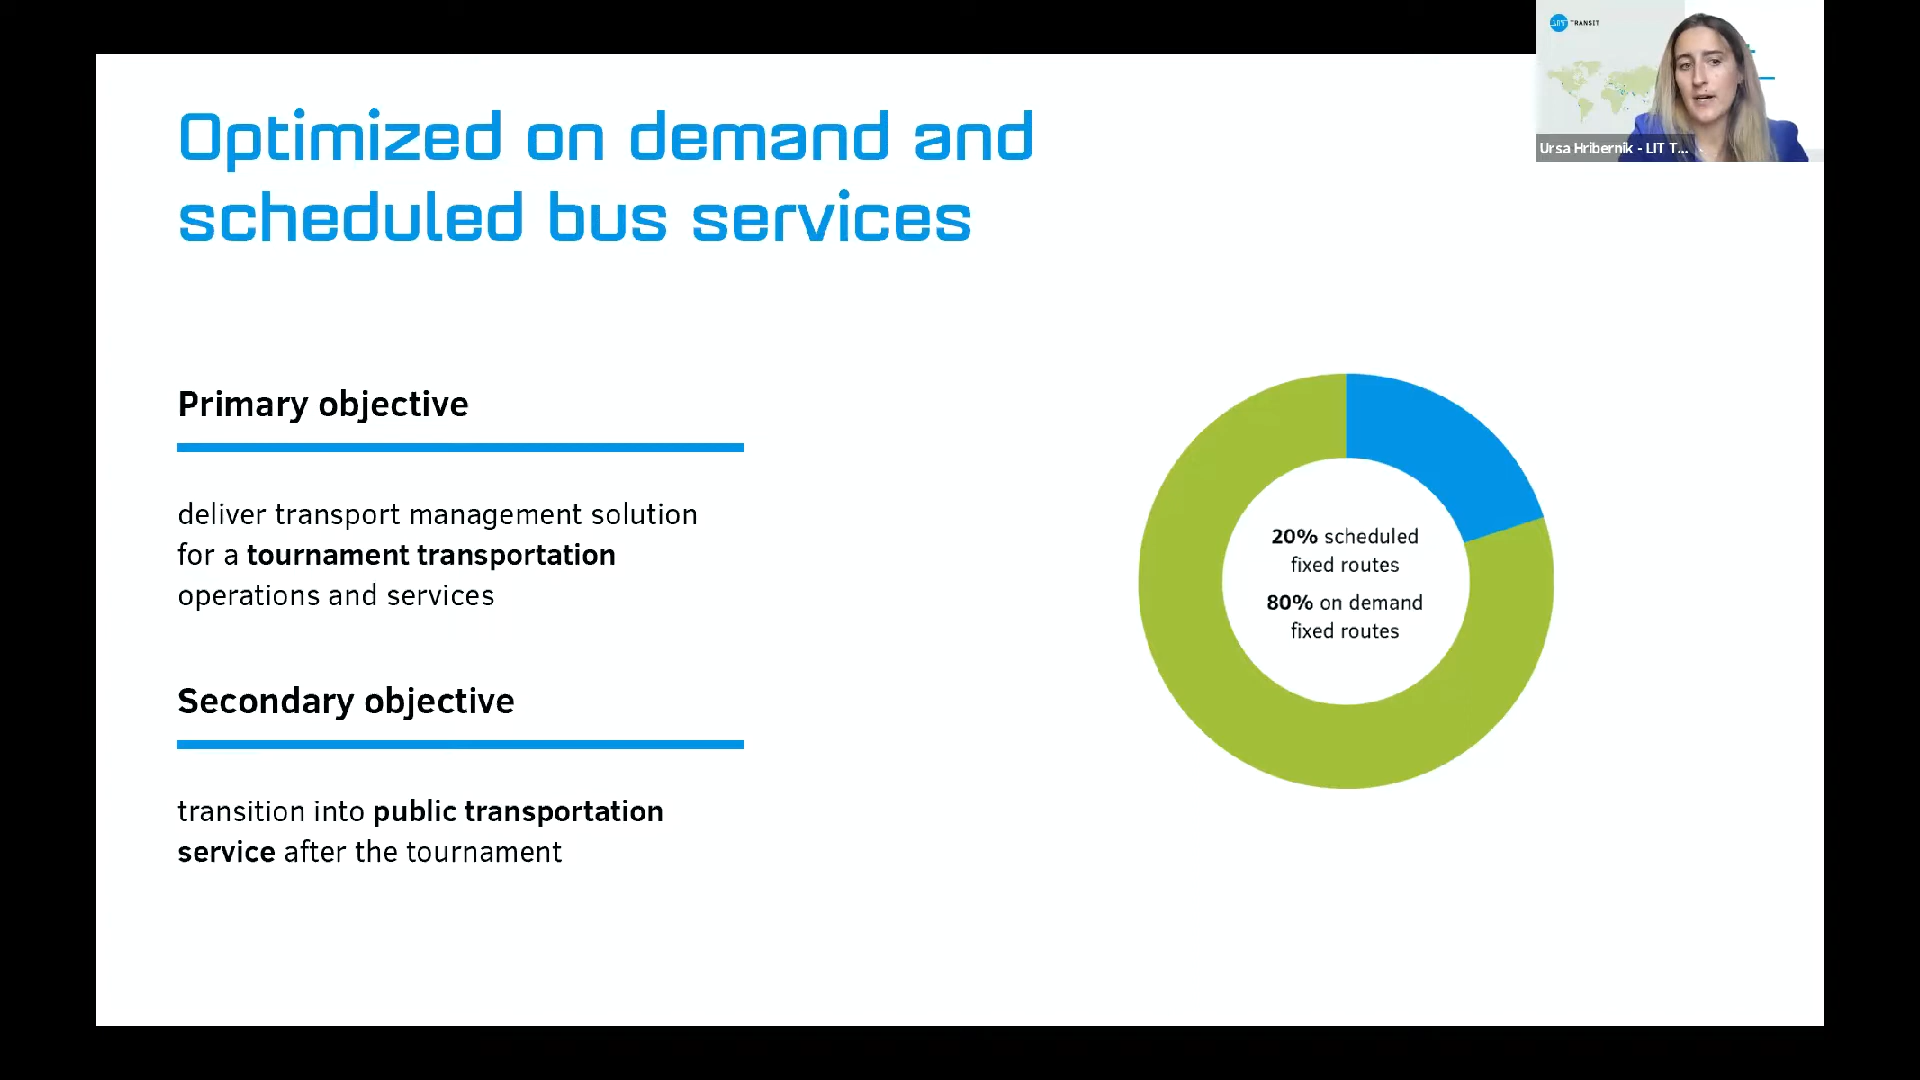 Optimized on demand and
scheduled bus services
TRANSIT
Ursa Hribernik - LIT T...
Primary objective
deliver transport management solution
for a tournament transportation
operations and services
Secondary objective
transition into public transportation
service after the tournament
20% scheduled
fixed routes
80% on demand
fixed routes